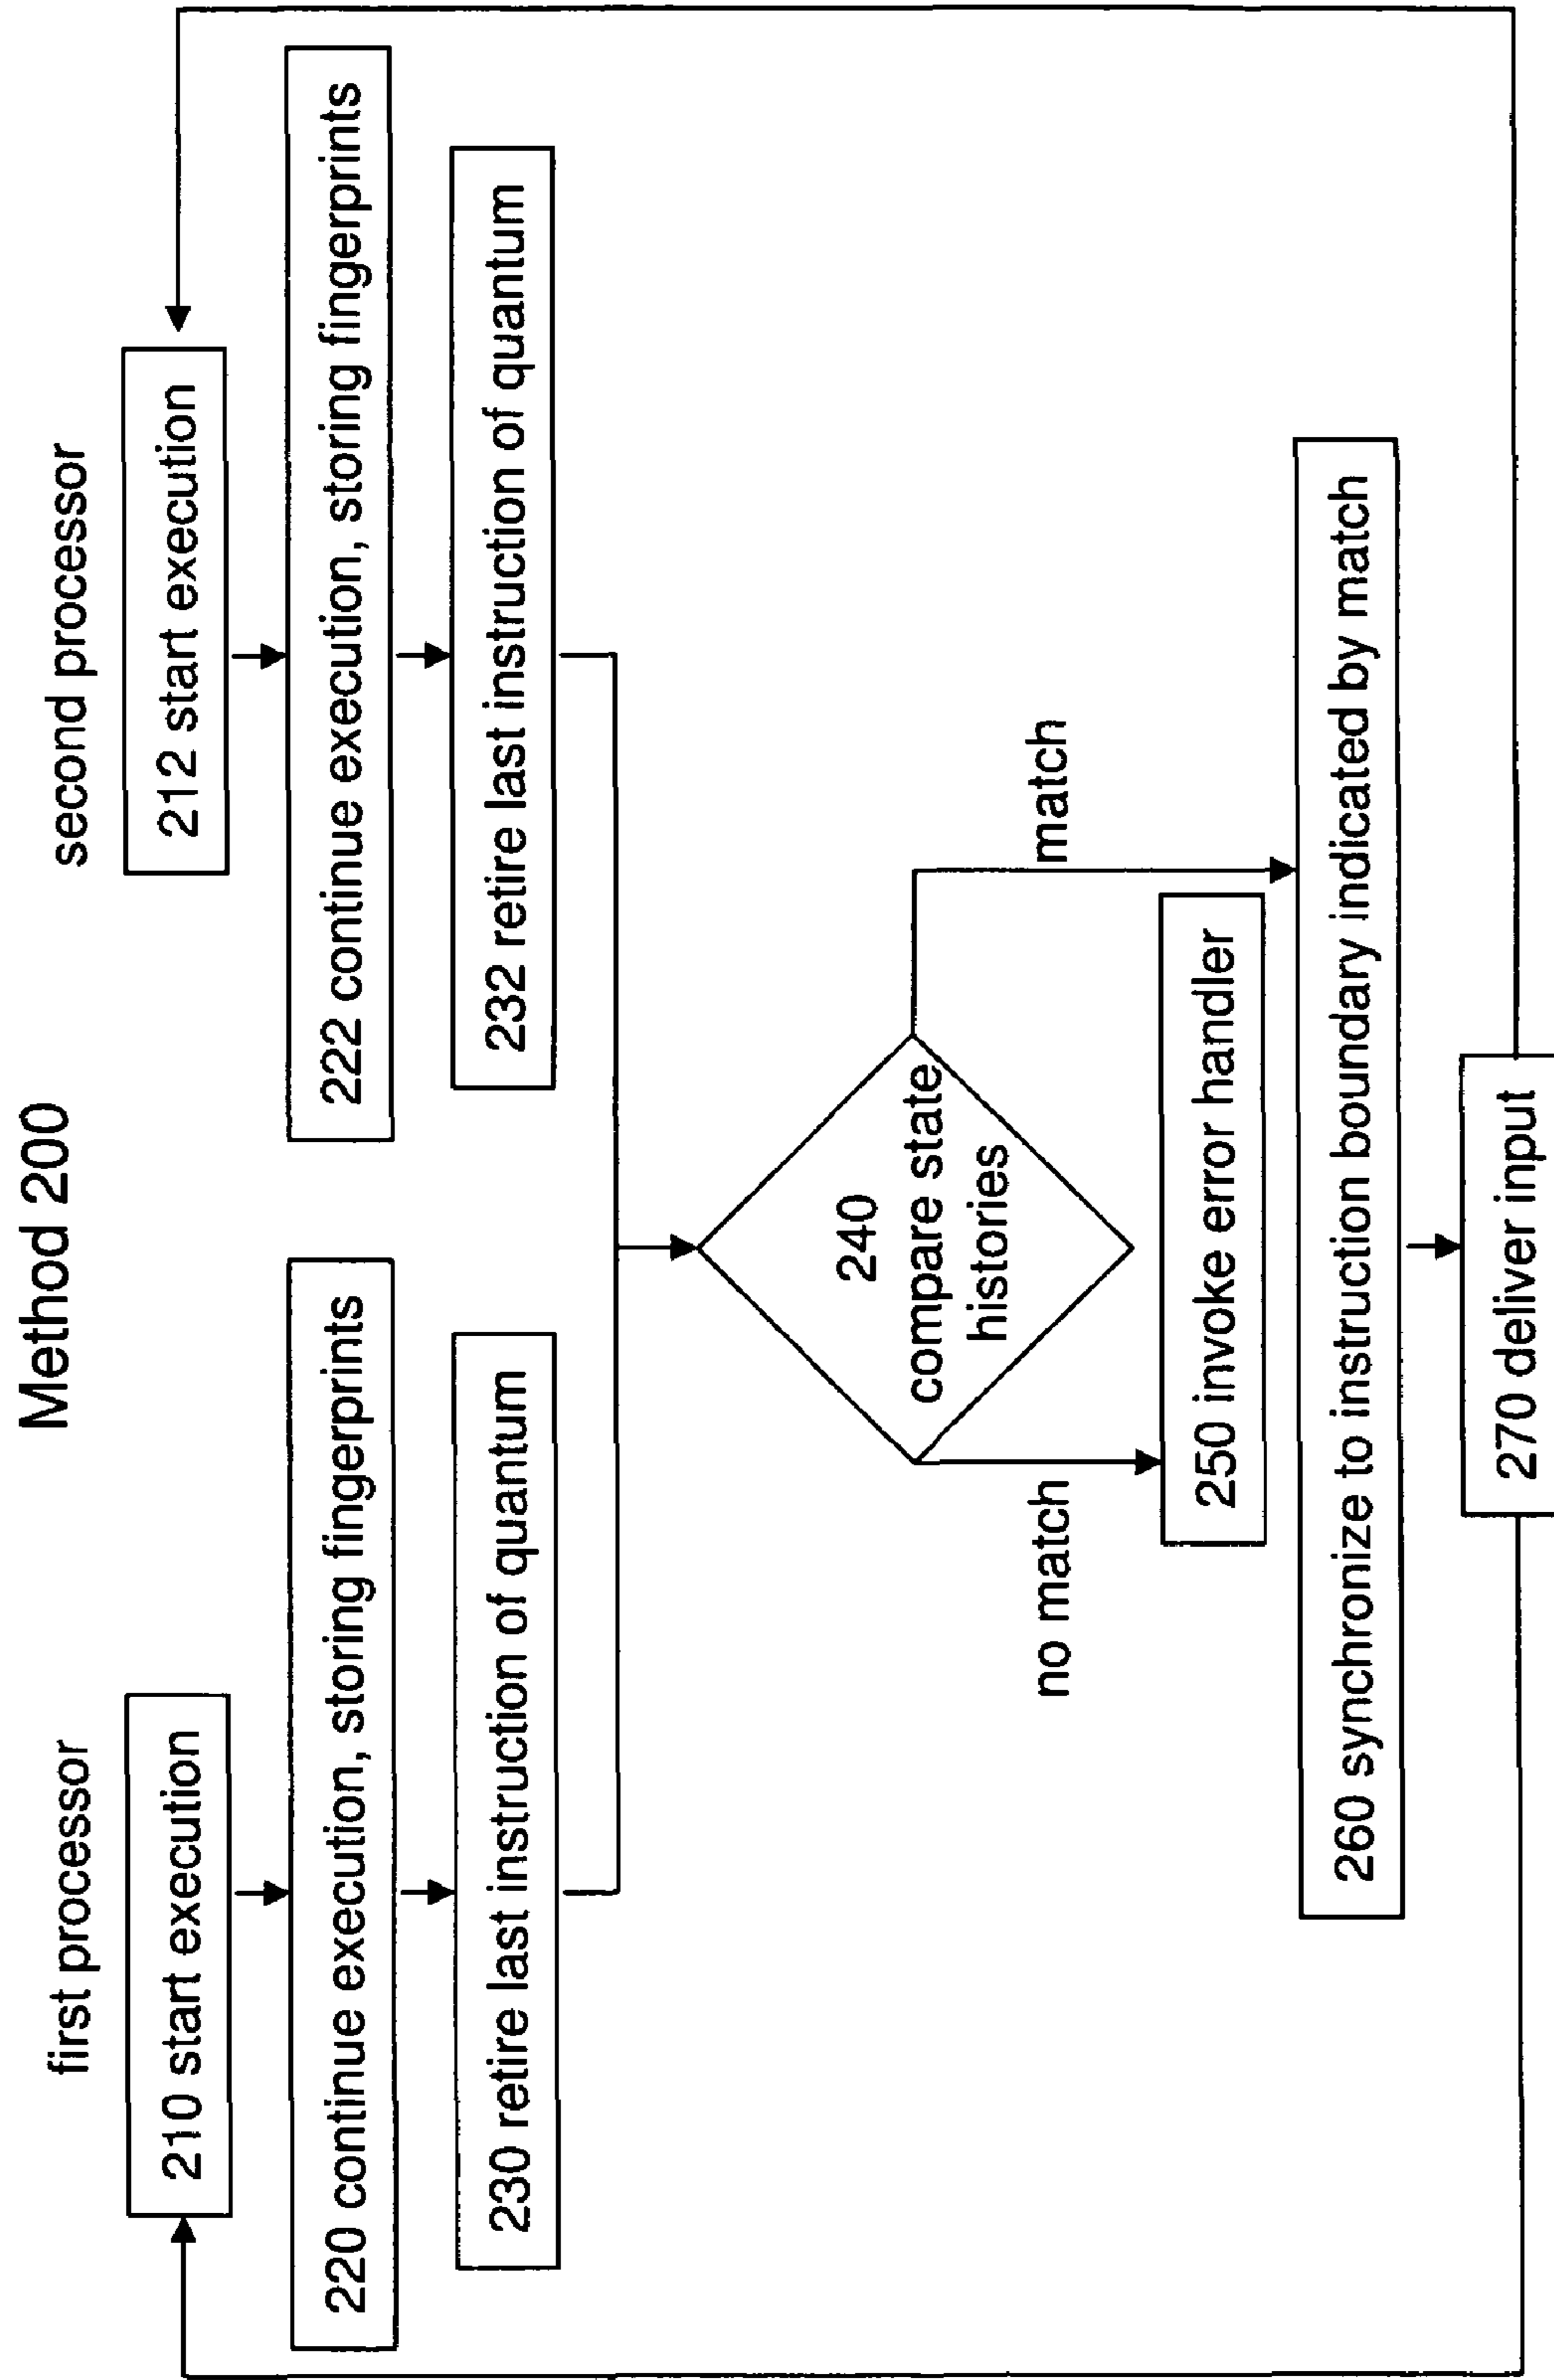 Method 200
first processor
second processor
210 start execution
212 start execution
220 continue execution, storing fingerprints
222 continue execution, storing fingerprints
230 retire last instruction of quantum
232 retire last instruction of quantum
240
compare state
histories
no match
match
250 invoke error handler
260 synchronize to instruction boundary indicated by match
270 deliver input